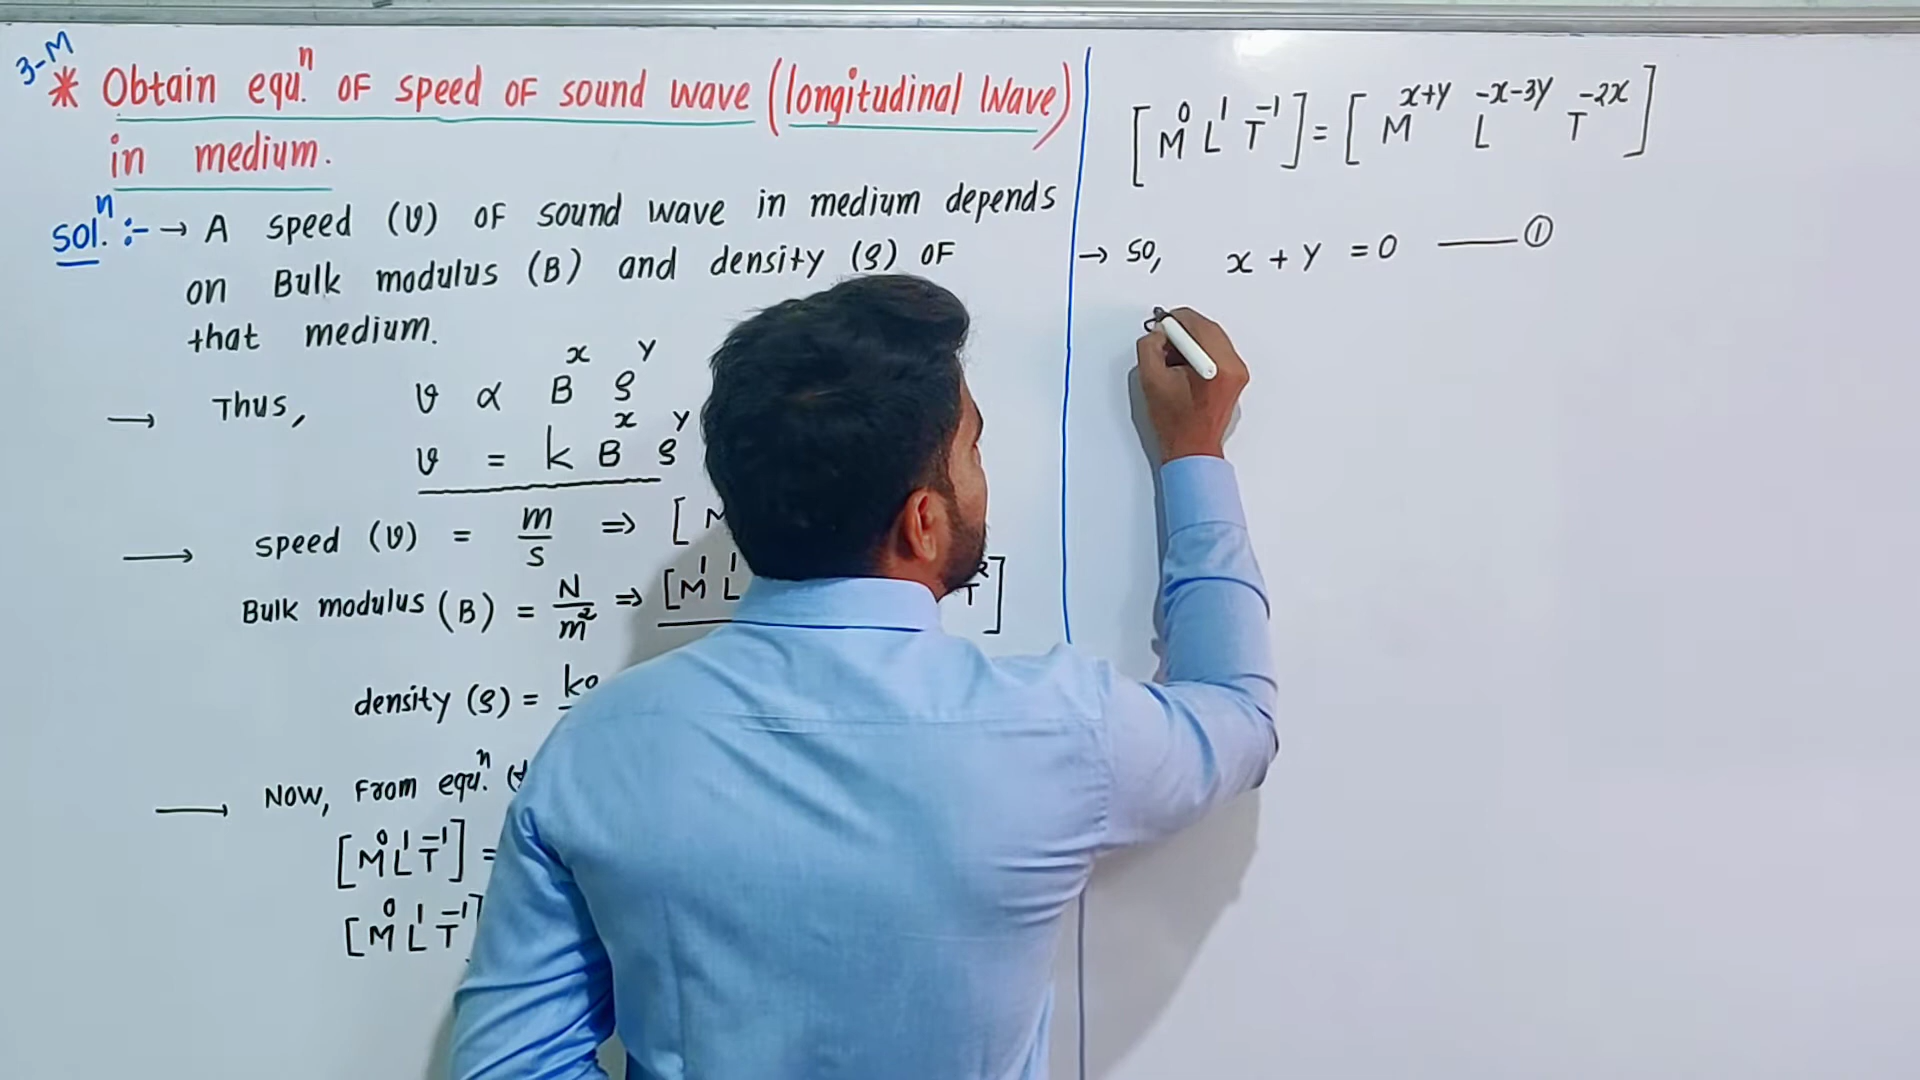 3-M
* Obtain equⁿ. OF speed OF sound wave (longitudinal wave)
in medium.
Solⁿ. :- → A speed (v) OF sound wave in medium depends
on Bulk modulus (B) and density (ρ) OF
that medium.
→ Thus, v ∝ B^x ρ^y
v = k B^x ρ^y
→ speed (v) = m/s ⇒ [M
Bulk modulus (B) = N/m² ⇒ [M¹ L¹ T ]
density (ρ) =
→ Now, From equⁿ.
[M⁰ L¹ T⁻¹] =
[M⁰ L¹ T⁻¹]
[M⁰ L¹ T⁻¹] = [M^x+y L^-x-3y T^-2x]
→ so, x + y = 0 —— ①